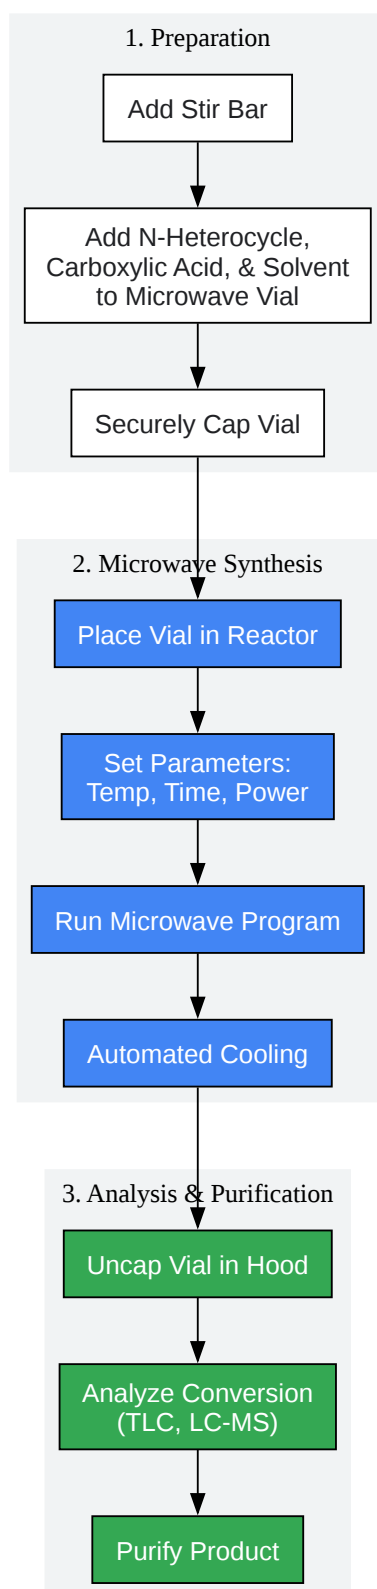 1. Preparation
Add Stir Bar
Add N-Heterocycle,
Carboxylic Acid, & Solvent
to Microwave Vial
Securely Cap Vial
2. Microwave Synthesis
Place Vial in Reactor
Set Parameters:
Temp, Time, Power
Run Microwave Program
Automated Cooling
3. Analysis & Purification
Uncap Vial in Hood
Analyze Conversion
(TLC, LC-MS)
Purify Product